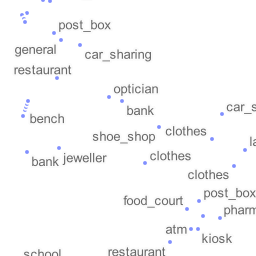 post_box
general
car_sharing
restaurant
optician
car_s
bank
bench
shoe_shop
clothes
la
bank
jeweller
clothes
clothes
post_box
food_court
pharm
atm
kiosk
school
restaurant